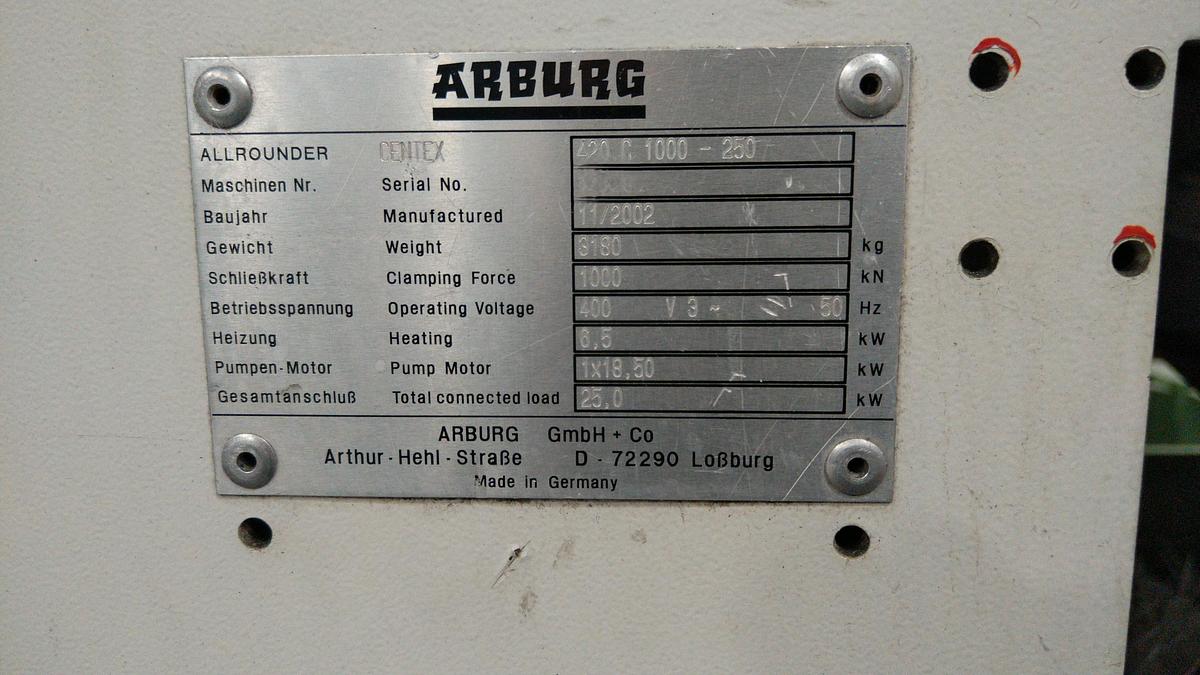 ARBURG
ALLROUNDER CENTEX 420 C 1000 - 250
Maschinen Nr. Serial No.
Baujahr Manufactured 11/2002
Gewicht Weight 3180 kg
Schließkraft Clamping Force 1000 kN
Betriebsspannung Operating Voltage 400 V 3 ~ 50 Hz
Heizung Heating 6,5 kW
Pumpen-Motor Pump Motor 1x18,50 kW
Gesamtanschluß Total connected load 25,0 kW
ARBURG GmbH + Co
Arthur - Hehl - Straße D - 72290 Loßburg
Made in Germany